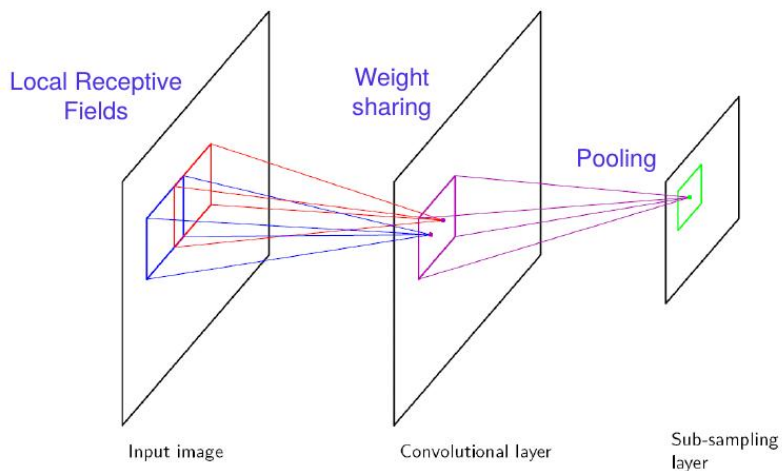 Local Receptive
Fields
Weight
sharing
Pooling
Input image
Convolutional layer
Sub-sampling
layer